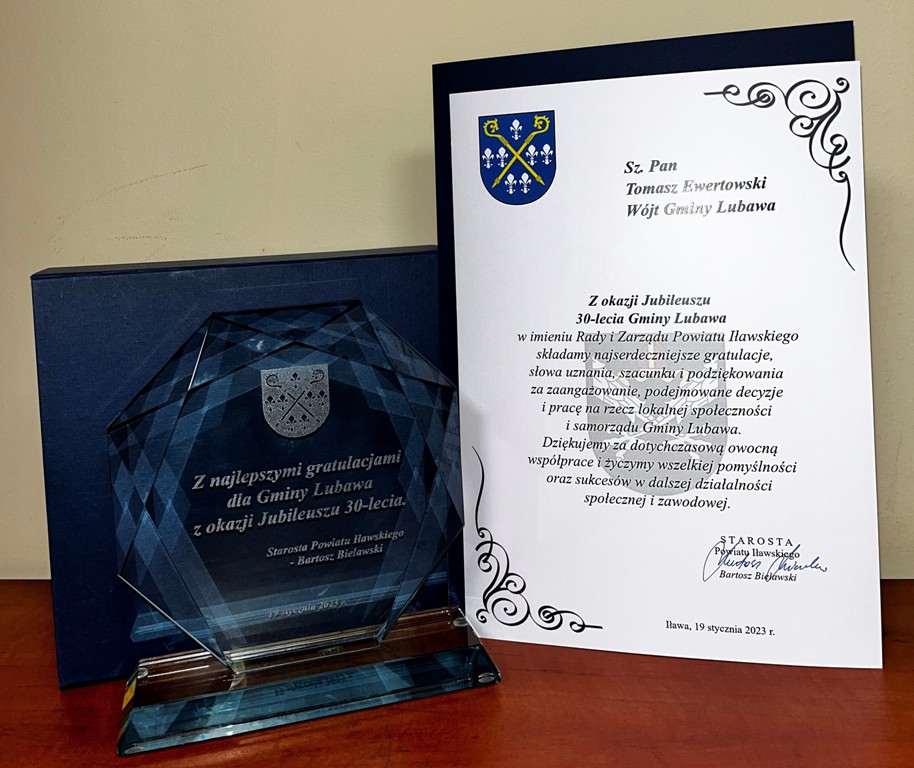 Z najlepszymi gratulacjami
dla Gminy Lubawa
z okazji Jubileuszu 30-lecia.
Starosta Powiatu Iławskiego
- Bartosz Bielawski
stycznia 2023 r.
Sz. Pan
Tomasz Ewertowski
Wójt Gminy Lubawa
Z okazji Jubileuszu
30-lecia Gminy Lubawa
w imieniu Rady i Zarządu Powiatu Iławskiego
składamy najserdeczniejsze gratulacje,
słowa uznania, szacunku i podziękowania
za zaangażowanie, podejmowane decyzje
i pracę na rzecz lokalnej społeczności
i samorządu Gminy Lubawa.
Dziękujemy za dotychczasową owocną
współprace i życzymy wszelkiej pomyślności
oraz sukcesów w dalszej działalności
społecznej i zawodowej.
STAROSTA
Powiatu Iławskiego
Bartosz Bielawski
Iława, 19 stycznia 2023 r.